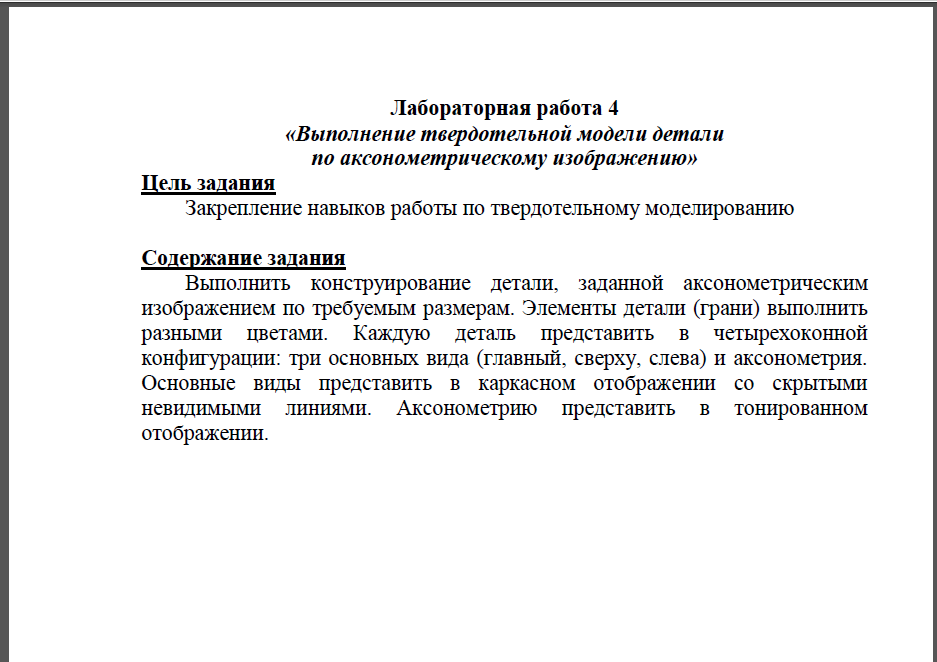 Лабораторная работа 4
«Выполнение твердотельной модели детали
по аксонометрическому изображению»
Цель задания
Закрепление навыков работы по твердотельному моделированию
Содержание задания
Выполнить конструирование детали, заданной аксонометрическим
изображением по требуемым размерам. Элементы детали (грани) выполнить
разными цветами. Каждую деталь представить в четырехоконной
конфигурации: три основных вида (главный, сверху, слева) и аксонометрия.
Основные виды представить в каркасном отображении со скрытыми
невидимыми линиями. Аксонометрию представить в тонированном
отображении.